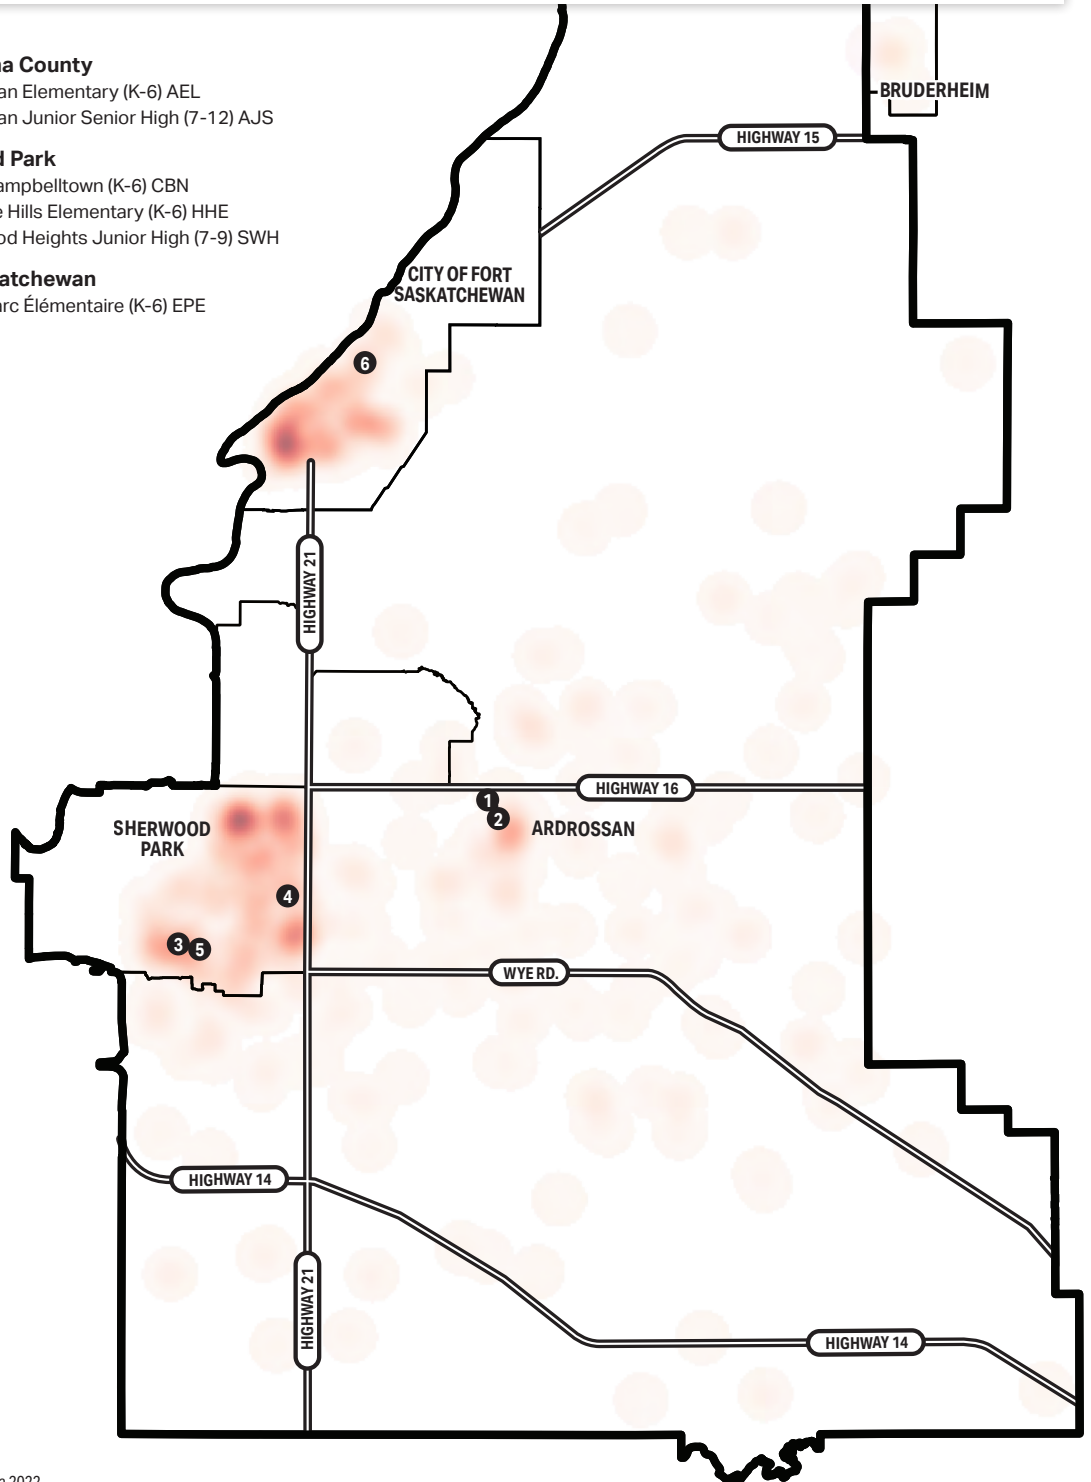 na County
an Elementary (K-6) AEL
an Junior Senior High (7-12) AJS
d Park
ampbelltown (K-6) CBN
e Hills Elementary (K-6) HHE
od Heights Junior High (7-9) SWH
atchewan
arc Élémentaire (K-6) EPE
BRUDERHEIM
HIGHWAY 15
CITY OF FORT
SASKATCHEWAN
6
HIGHWAY 21
HIGHWAY 16
1
2
ARDROSSAN
SHERWOOD
PARK
4
3
5
WYE RD.
HIGHWAY 14
HIGHWAY 21
HIGHWAY 14
2022